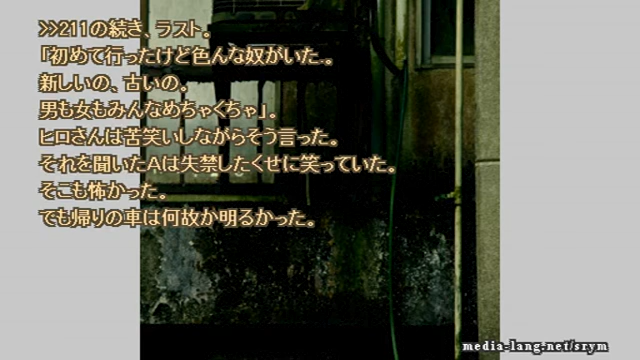 >>211の続き、ラスト。
「初めて行ったけど色んな奴がいた.。
新しいの、古いの。
男も女もみんなめちゃくちゃ」。
ヒロさんは苦笑いしながらそう言った。
それを聞いたAは失禁したくせに笑っていた。
そこも怖かった。
でも帰りの車は何故か明るかった。
media-lang.net/srym